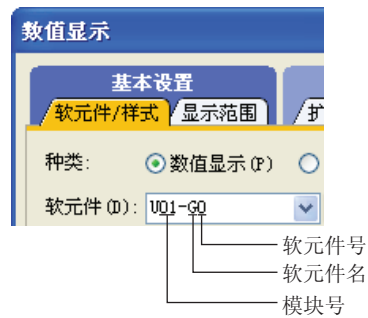 数值显示
基本设置
软元件/样式 显示范围
种类: 数值显示(P)
软元件(D): U01-G0
软元件号
软元件名
模块号